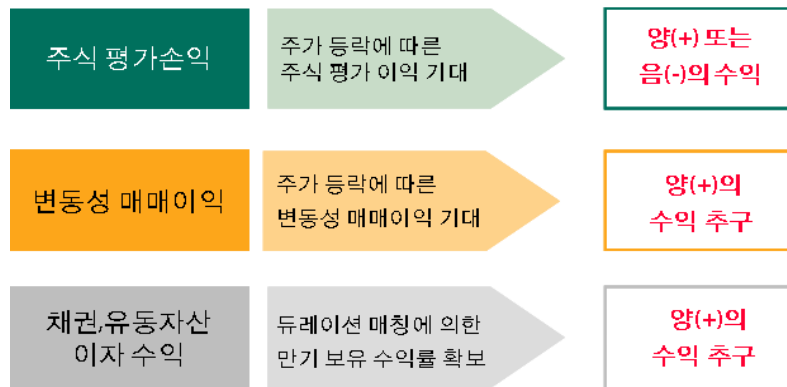 주식 평가손익
주가 등락에 따른
주식 평가 이익 기대
양(+) 또는
음(-)의 수익
변동성 매매이익
주가 등락에 따른
변동성 매매이익 기대
양(+)의
수익 추구
채권,유동자산
이자 수익
듀레이션 매칭에 의한
만기 보유 수익률 확보
양(+)의
수익 추구